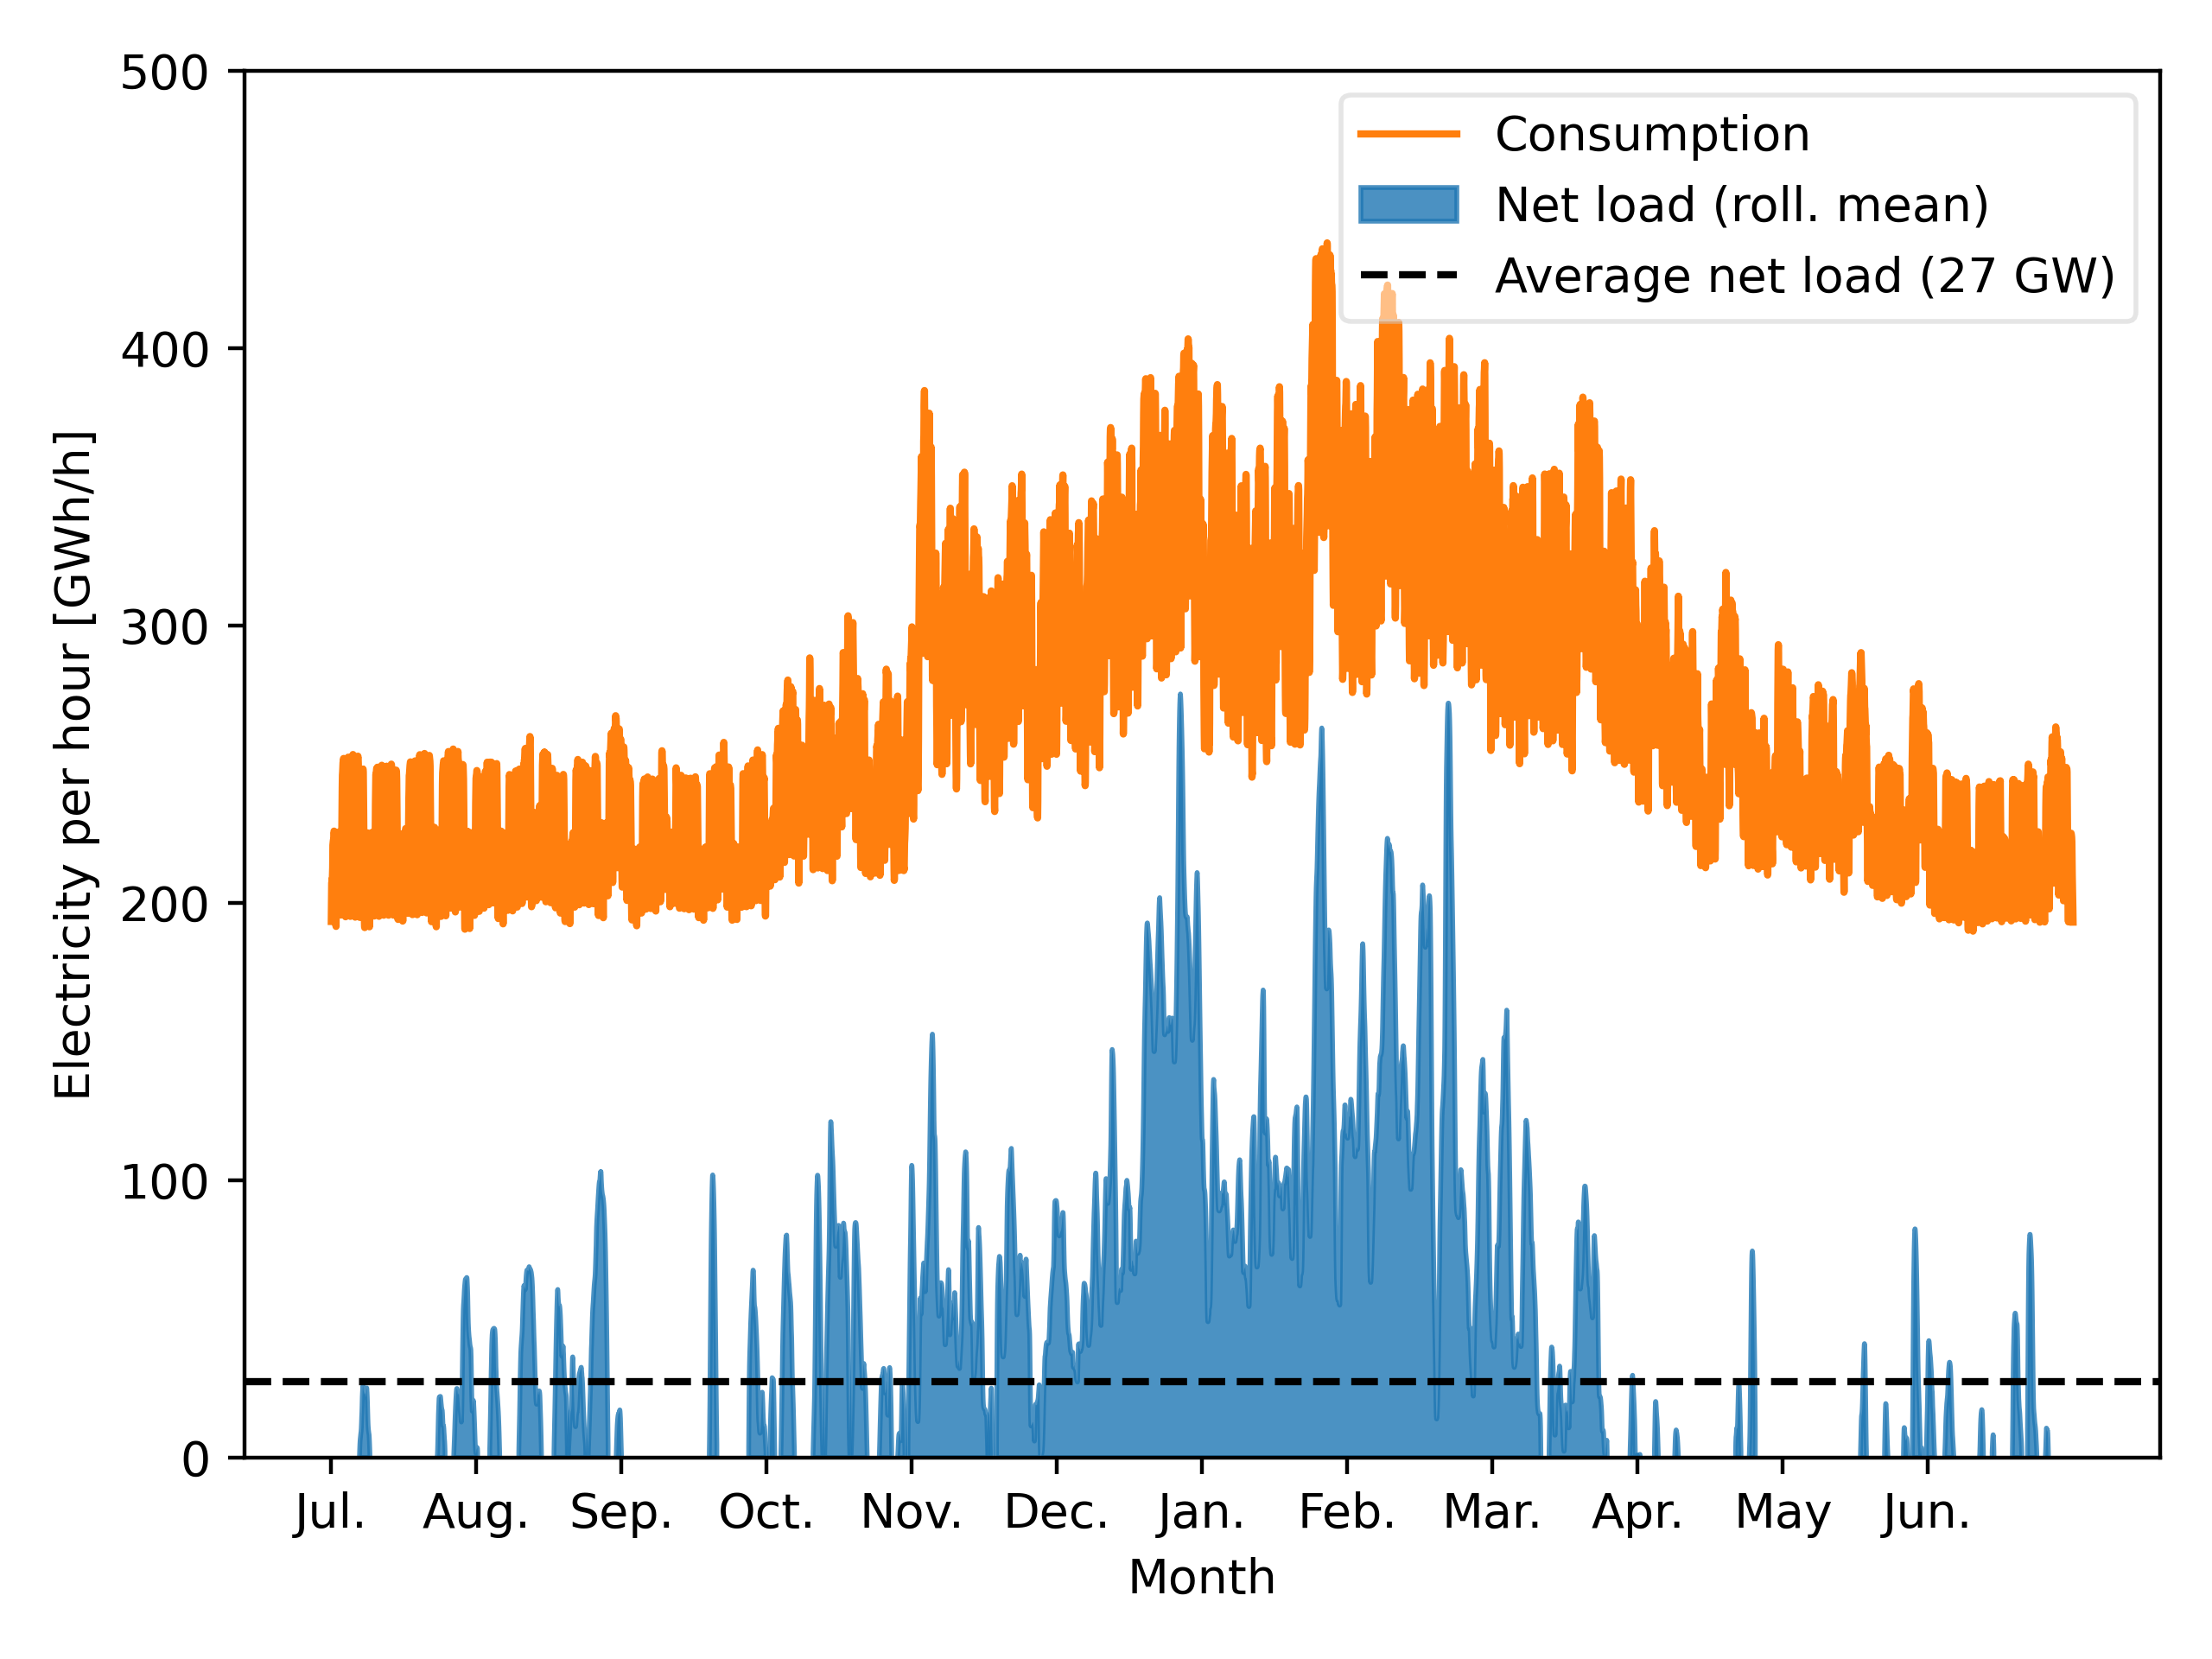 500
400
300
200
100
0
Electricity per hour [GWh/h]
Consumption
Net load (roll. mean)
Average net load (27 GW)
Jul. Aug. Sep. Oct. Nov. Dec. Jan. Feb. Mar. Apr. May Jun.
Month